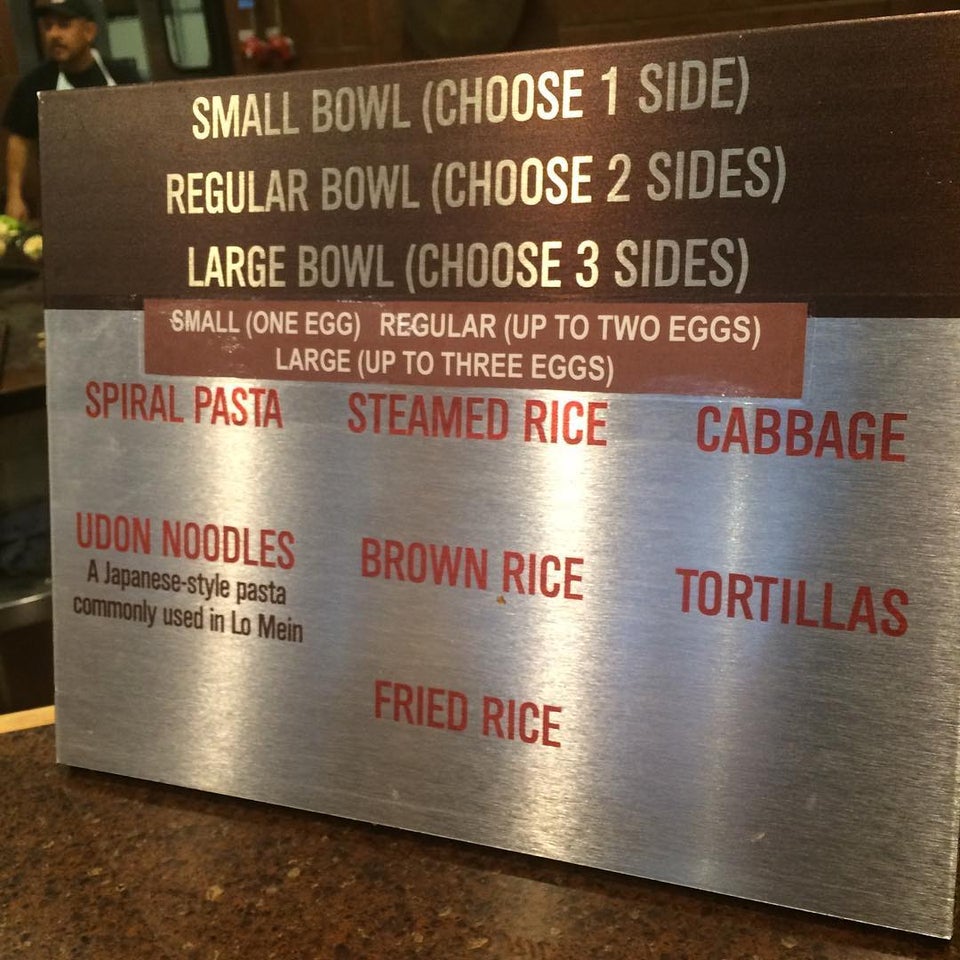 SMALL BOWL (CHOOSE 1 SIDE)
REGULAR BOWL (CHOOSE 2 SIDES)
LARGE BOWL (CHOOSE 3 SIDES)
SMALL (ONE EGG) REGULAR (UP TO TWO EGGS)
LARGE (UP TO THREE EGGS)
SPIRAL PASTA
STEAMED RICE
CABBAGE
UDON NOODLES
A Japanese-style pasta
commonly used in Lo Mein
BROWN RICE
TORTILLAS
FRIED RICE